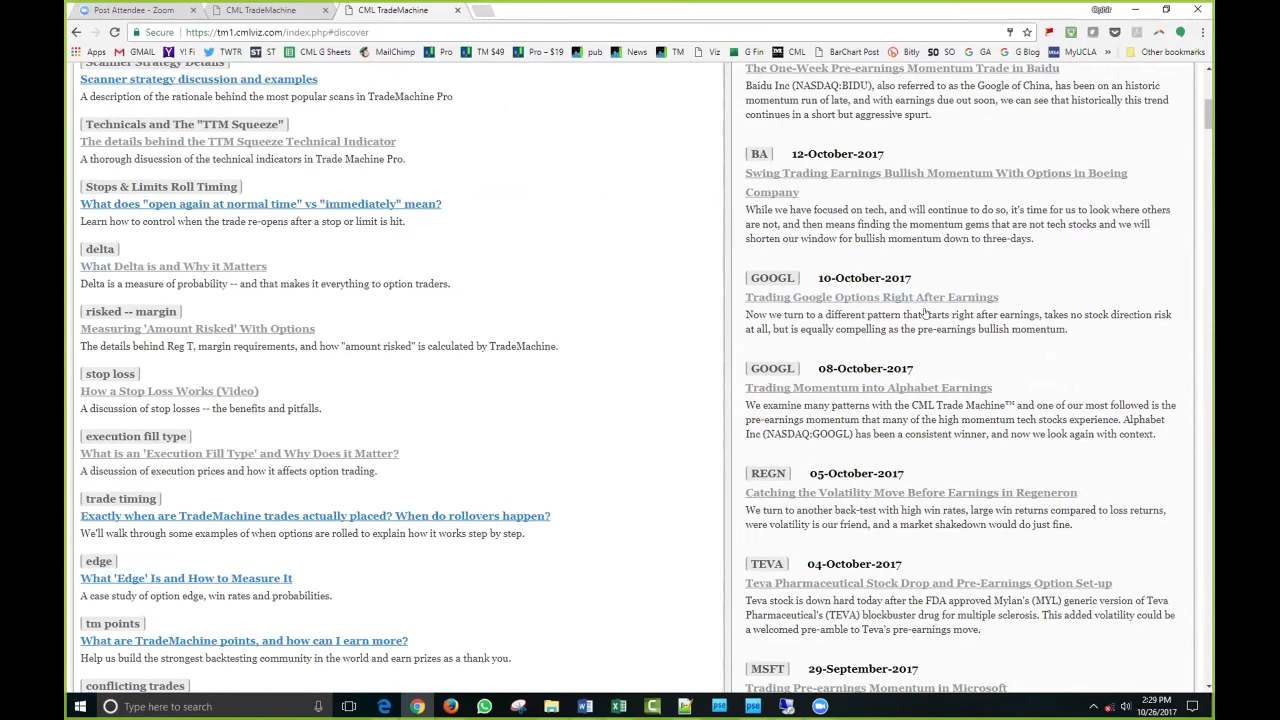 Post Attendee - Zoom
CML TradeMachine
CML TradeMachine
Ophir
Secure
https://tm1.cmlviz.com/index.php#discover
Apps
GMAIL
Y! Fi
TWTR
ST
CML G Sheets
MailChimp
Pro
TM $49
Pro – $19
pub
News
TM
Viz
G Fin
CML
BarChart Post
Bitly
SO
GA
G Blog
MyUCLA
Other bookmarks
Scanner Strategy Details
Scanner strategy discussion and examples
A description of the rationale behind the most popular scans in TradeMachine Pro
Technicals and The "TTM Squeeze"
The details behind the TTM Squeeze Technical Indicator
A thorough disucssion of the technical indicators in Trade Machine Pro.
Stops & Limits Roll Timing
What does "open again at normal time" vs "immediately" mean?
Learn how to control when the trade re-opens after a stop or limit is hit.
delta
What Delta is and Why it Matters
Delta is a measure of probability -- and that makes it everything to option traders.
risked -- margin
Measuring 'Amount Risked' With Options
The details behind Reg T, margin requirements, and how "amount risked" is calculated by TradeMachine.
stop loss
How a Stop Loss Works (Video)
A discussion of stop losses -- the benefits and pitfalls.
execution fill type
What is an 'Execution Fill Type' and Why Does it Matter?
A discussion of execution prices and how it affects option trading.
trade timing
Exactly when are TradeMachine trades actually placed? When do rollovers happen?
We'll walk through some examples of when options are rolled to explain how it works step by step.
edge
What 'Edge' Is and How to Measure It
A case study of option edge, win rates and probabilities.
tm points
What are TradeMachine points, and how can I earn more?
Help us build the strongest backtesting community in the world and earn prizes as a thank you.
conflicting trades
The One-Week Pre-earnings Momentum Trade in Baidu
Baidu Inc (NASDAQ:BIDU), also referred to as the Google of China, has been on an historic
momentum run of late, and with earnings due out soon, we can see that historically this trend
continues in a short but aggressive spurt.
BA 12-October-2017
Swing Trading Earnings Bullish Momentum With Options in Boeing
Company
While we have focused on tech, and will continue to do so, it's time for us to look where others
are not, and then means finding the momentum gems that are not tech stocks and we will
shorten our window for bullish momentum down to three-days.
GOOGL 10-October-2017
Trading Google Options Right After Earnings
Now we turn to a different pattern that starts right after earnings, takes no stock direction risk
at all, but is equally compelling as the pre-earnings bullish momentum.
GOOGL 08-October-2017
Trading Momentum into Alphabet Earnings
We examine many patterns with the CML Trade Machine™ and one of our most followed is the
pre-earnings momentum that many of the high momentum tech stocks experience. Alphabet
Inc (NASDAQ:GOOGL) has been a consistent winner, and now we look again with context.
REGN 05-October-2017
Catching the Volatility Move Before Earnings in Regeneron
We turn to another back-test with high win rates, large win returns compared to loss returns,
were volatility is our friend, and a market shakedown would do just fine.
TEVA 04-October-2017
Teva Pharmaceutical Stock Drop and Pre-Earnings Option Set-up
Teva stock is down hard today after the FDA approved Mylan's (MYL) generic version of Teva
Pharmaceutical's (TEVA) blockbuster drug for multiple sclerosis. This added volatility could be
a welcomed pre-amble to Teva's pre-earnings move.
MSFT 29-September-2017
Trading Pre-earnings Momentum in Microsoft
Type here to search
2:29 PM
10/26/2017